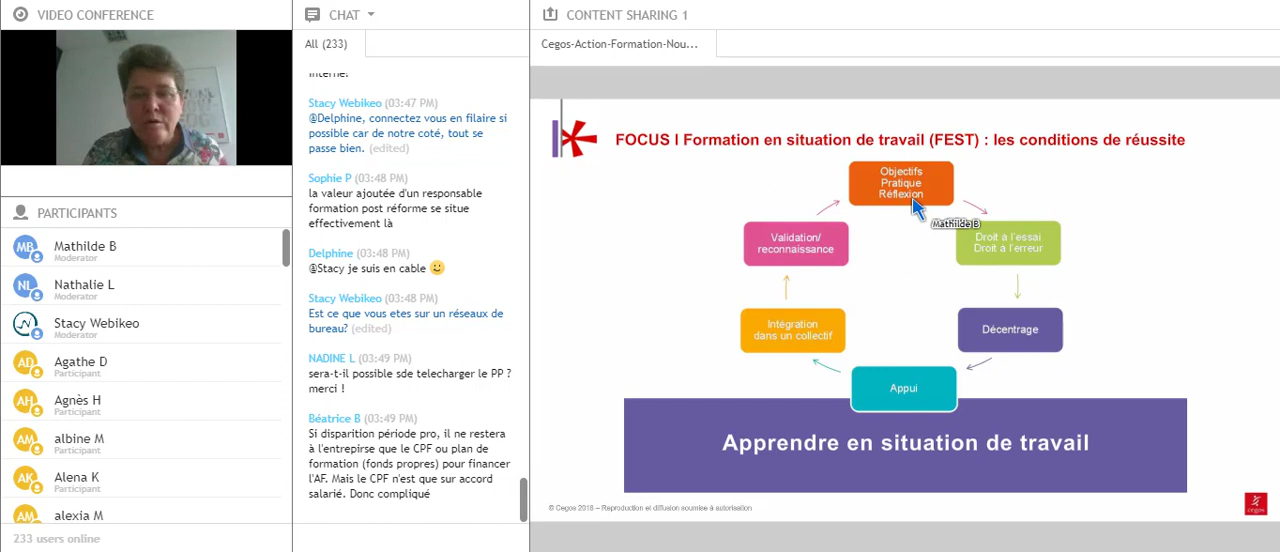 VIDEO CONFERENCE
PARTICIPANTS
MB
Mathilde B
Moderator
NL
Nathalie L
Moderator
Stacy Webikeo
Moderator
AD
Agathe D
Participant
AH
Agnès H
Participant
AM
albine M
Participant
AK
Alena K
Participant
AM
alexia M
233 users online
CHAT
All (233)
interne!
Stacy Webikeo (03:47 PM)
@Delphine, connectez vous en filaire si
possible car de notre coté, tout se
passe bien. (edited)
Sophie P (03:48 PM)
la valeur ajoutée d'un responsable
formation post réforme se situe
effectivement là
Delphine (03:48 PM)
@Stacy je suis en cable
Stacy Webikeo (03:48 PM)
Est ce que vous etes sur un réseaux de
bureau? (edited)
NADINE L (03:49 PM)
sera-t-il possible sde telecharger le PP ?
merci !
Béatrice B (03:49 PM)
Si disparition période pro, il ne restera
à l'entrepirse que le CPF ou plan de
formation (fonds propres) pour financer
l'AF. Mais le CPF n'est que sur accord
salarié. Donc compliqué
CONTENT SHARING 1
Cegos-Action-Formation-Nou...
FOCUS l Formation en situation de travail (FEST) : les conditions de réussite
Objectifs
Pratique
Réflexion
Mathilde B
Droit à l'essai
Droit à l'erreur
Décentrage
Appui
Intégration
dans un collectif
Validation/
reconnaissance
Apprendre en situation de travail
© Cegos 2018 – Reproduction et diffusion soumise à autorisation
cegos